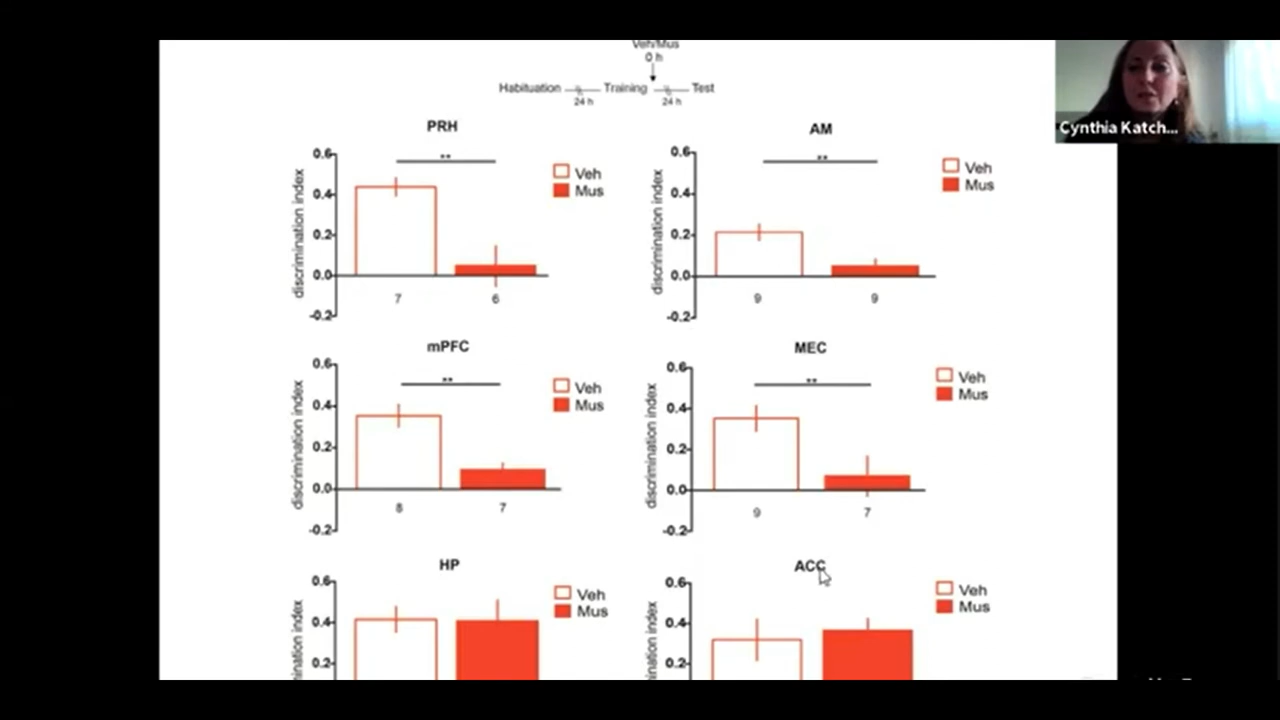 Veh/Mus
0 h
Habituation Training Test
24 h 24 h
Cynthia Katch...
PRH
0.6
0.4
0.2
0.0
-0.2
discrimination index
**
Veh
Mus
7 6
AM
0.6
0.4
0.2
0.0
-0.2
discrimination index
**
Veh
Mus
9 9
mPFC
0.6
0.4
0.2
0.0
-0.2
discrimination index
**
Veh
Mus
8 7
MEC
0.6
0.4
0.2
0.0
-0.2
discrimination index
**
Veh
Mus
9 7
HP
0.6
0.4
0.2
index
Veh
Mus
ACC
0.6
0.4
0.2
index
Veh
Mus